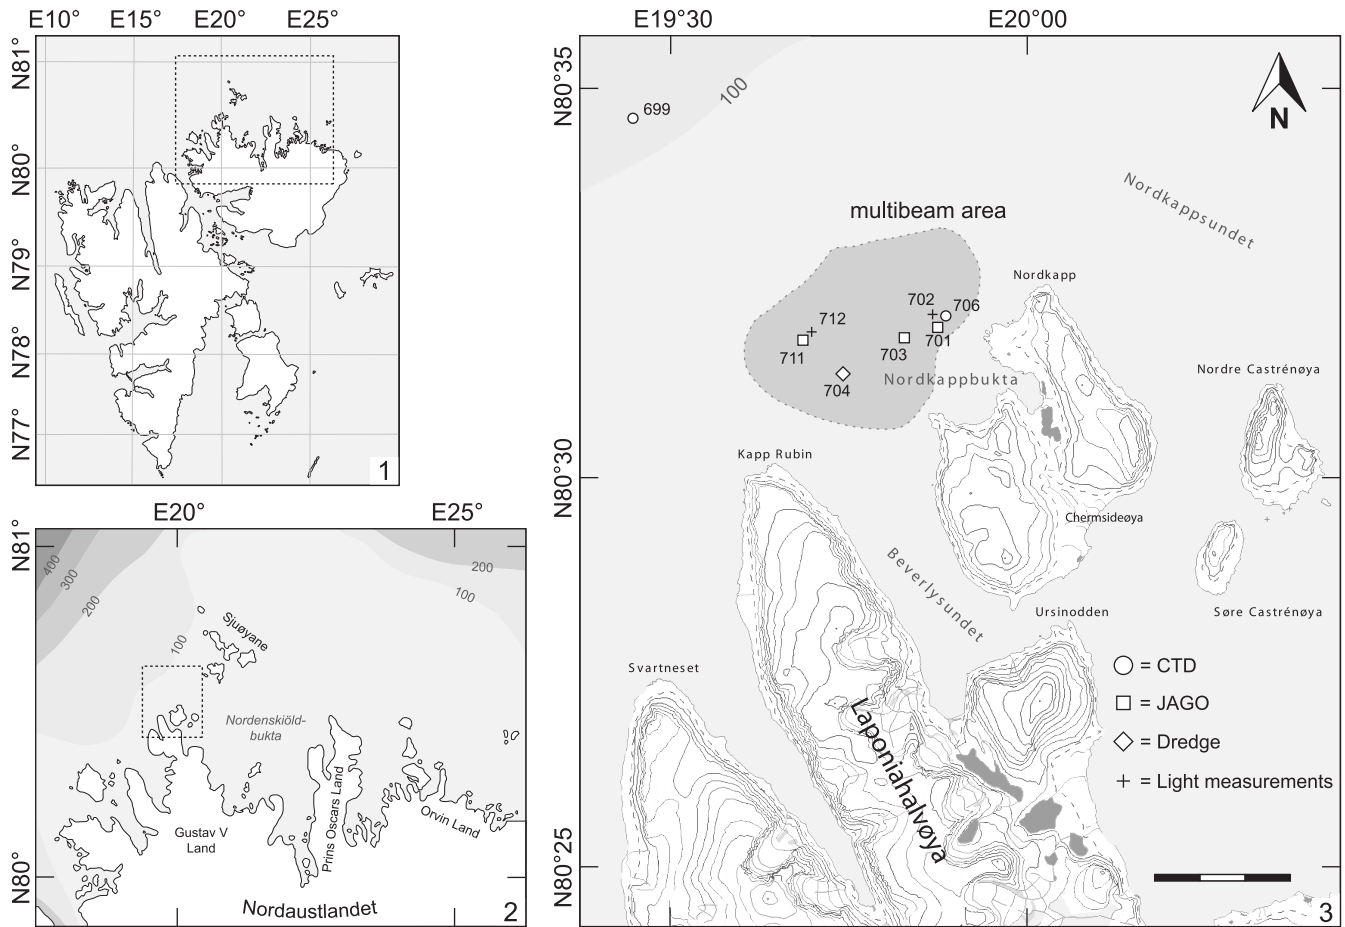 E10°
E15°
E20°
E25°
N81°
N80°
N79°
N78°
N77°
1
E20°
E25°
N81°
N80°
400
300
200
100
200
100
Sjuøyane
Nordenskiöld-
bukta
Gustav V
Land
Prins Oscars Land
Orvin Land
Nordaustlandet
2
E19°30
E20°00
N80°35
N80°30
N80°25
699
100
N
Nordkappsundet
multibeam area
Nordkapp
702
706
712
701
703
711
704
Nordkappbukta
Nordre Castrénøya
Kapp Rubin
Chermsideøya
Beverlysundet
Ursinodden
Søre Castrénøya
Svartneset
Laponiahalvøya
= CTD
= JAGO
= Dredge
= Light measurements
3